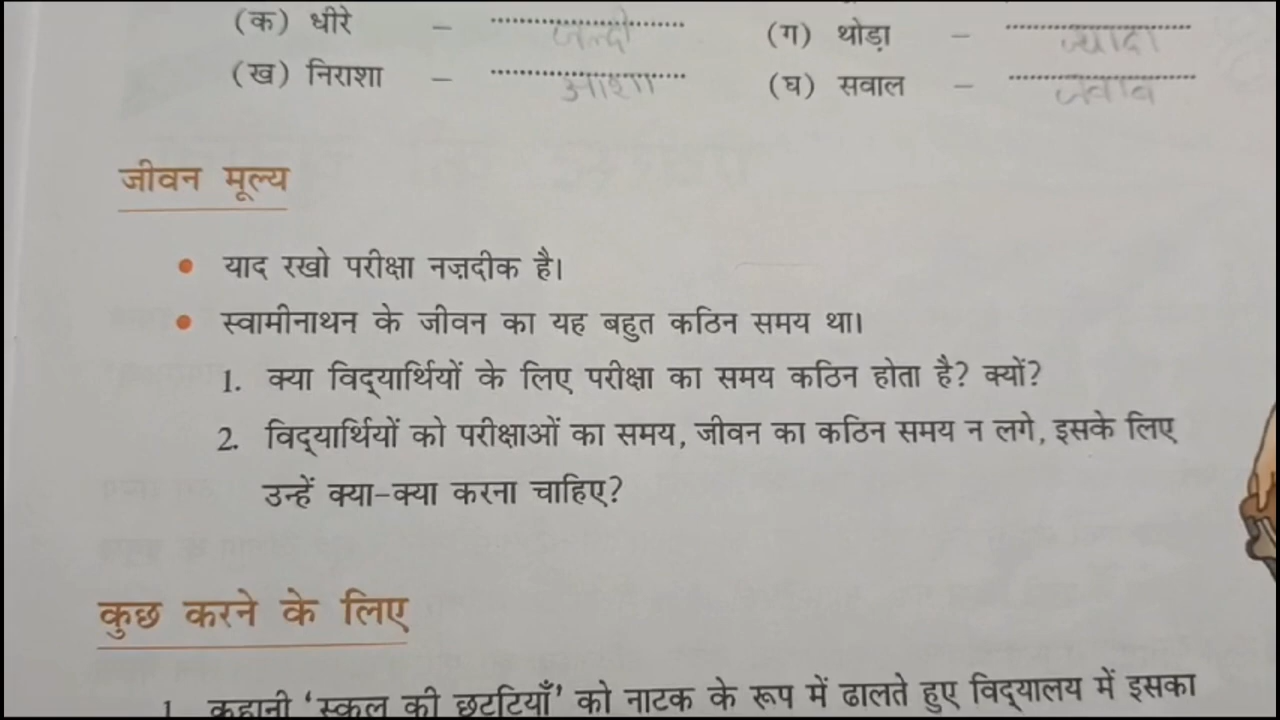 (क) धीरे – जल्दी (ग) थोड़ा – ज्यादा
(ख) निराशा – आशा (घ) सवाल – जवाब
जीवन मूल्य
• याद रखो परीक्षा नज़दीक है।
• स्वामीनाथन के जीवन का यह बहुत कठिन समय था।
1. क्या विद्‌यार्थियों के लिए परीक्षा का समय कठिन होता है? क्यों?
2. विद्‌यार्थियों को परीक्षाओं का समय, जीवन का कठिन समय न लगे, इसके लिए
उन्हें क्या-क्या करना चाहिए?
कुछ करने के लिए
1. कहानी ‘स्कूल की छुट्टियाँ’ को नाटक के रूप में ढालते हुए विद्‌यालय में इसका